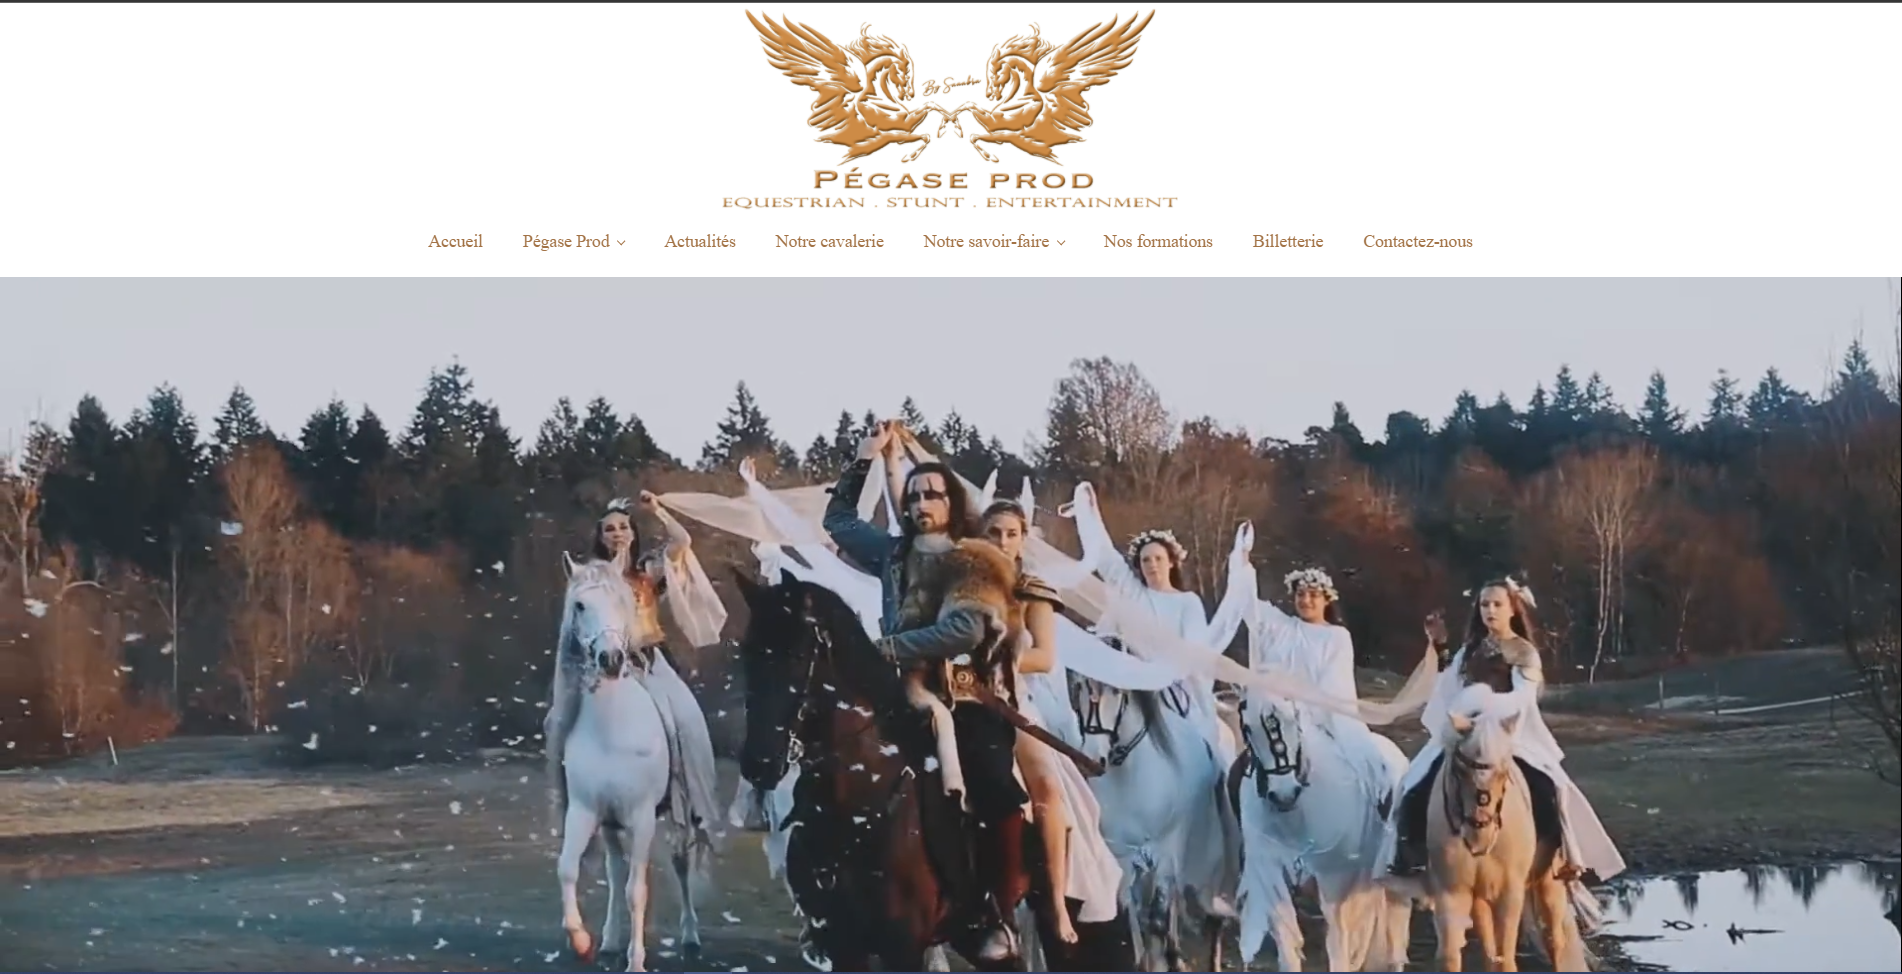 By Sanabra
PÉGASE PROD
EQUESTRIAN . STUNT . ENTERTAINMENT
Accueil Pégase Prod Actualités Notre cavalerie Notre savoir-faire Nos formations Billetterie Contactez-nous